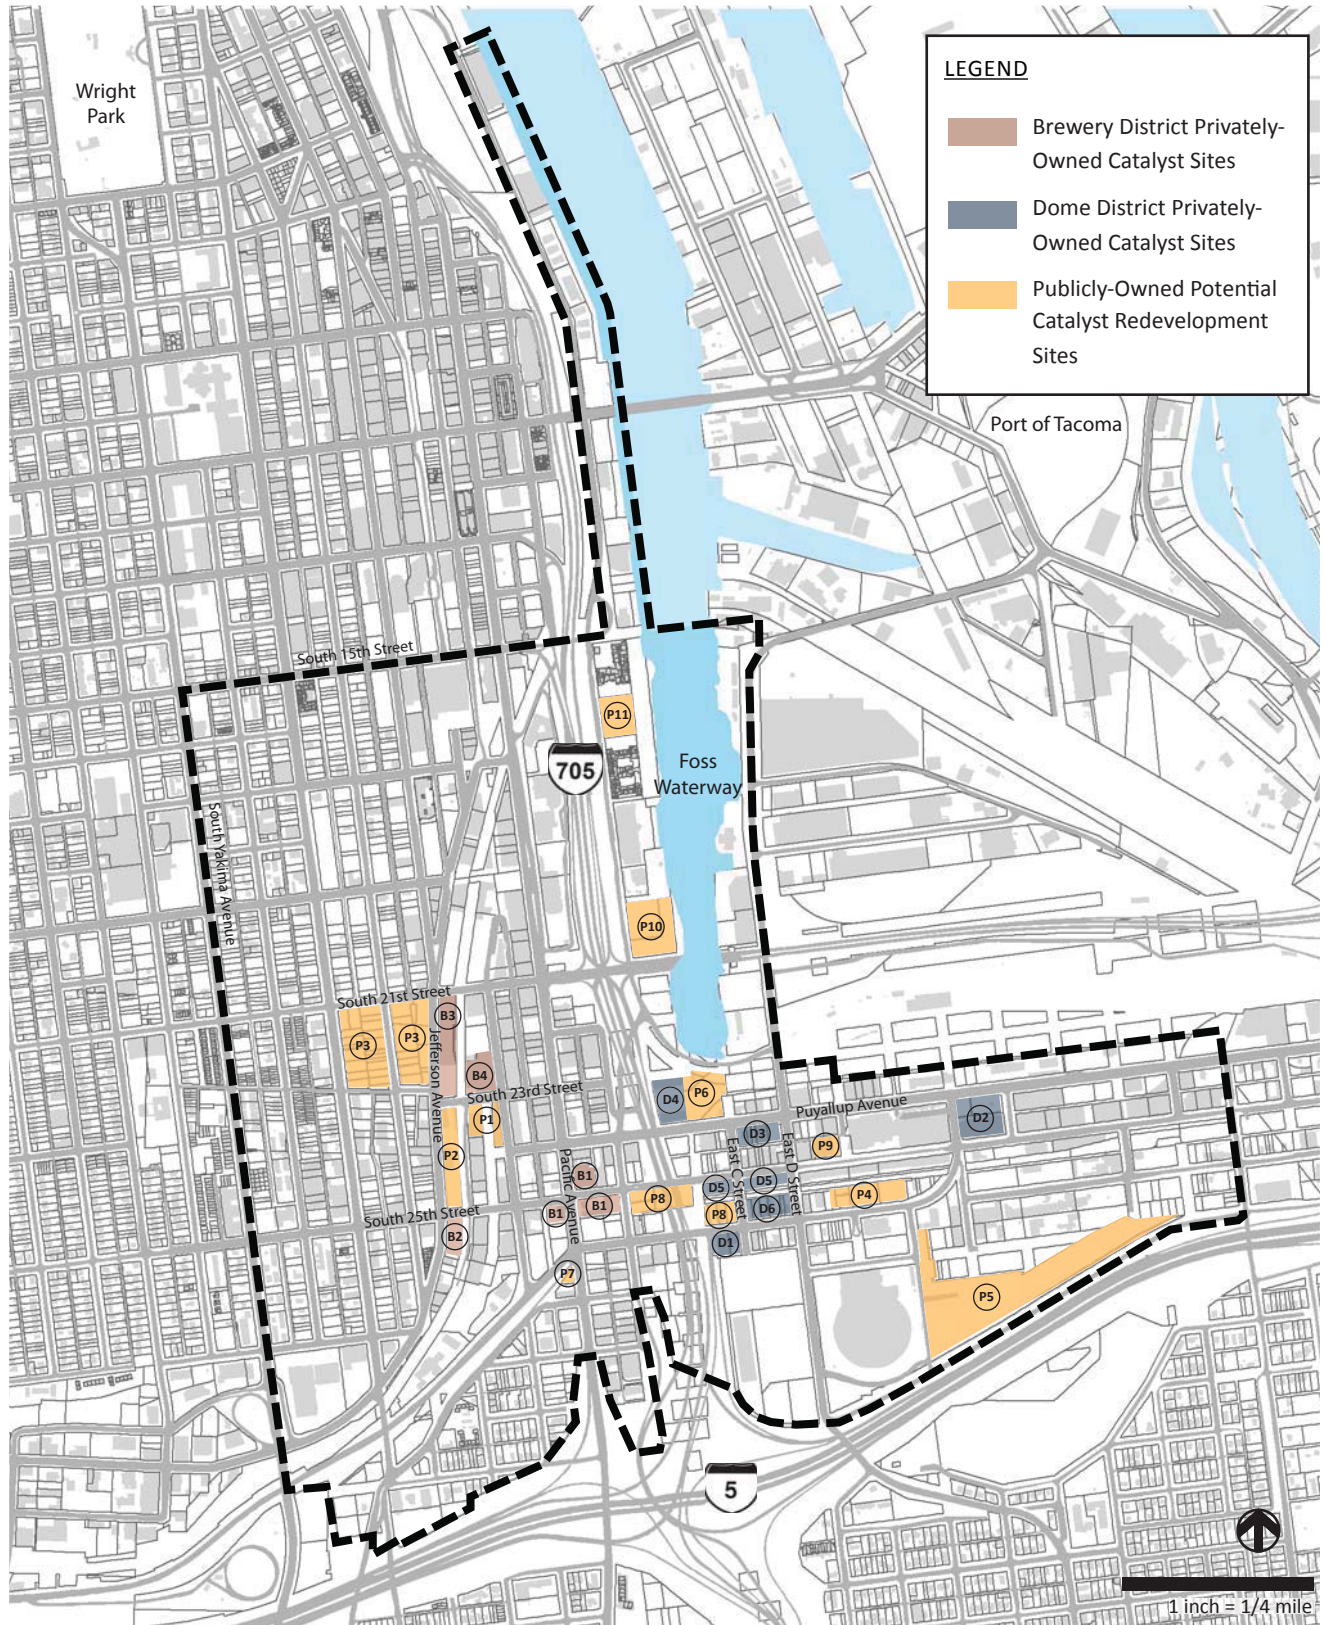 Wright
Park
LEGEND
Brewery District Privately-
Owned Catalyst Sites
Dome District Privately-
Owned Catalyst Sites
Publicly-Owned Potential
Catalyst Redevelopment
Sites
Port of Tacoma
South 15th Street
P11
705
Foss
Waterway
South Yakima Avenue
P10
South 21st Street
B3
P3
P3
Jefferson Avenue
B4
South 23rd Street
D4
P6
Puyallup Avenue
D2
P1
D3
P9
P2
East C Street
East D Street
Pacific Avenue
B1
D5
D5
P4
P8
B1
B1
D6
P8
South 25th Street
B2
D1
P7
P5
5
1 inch = 1/4 mile